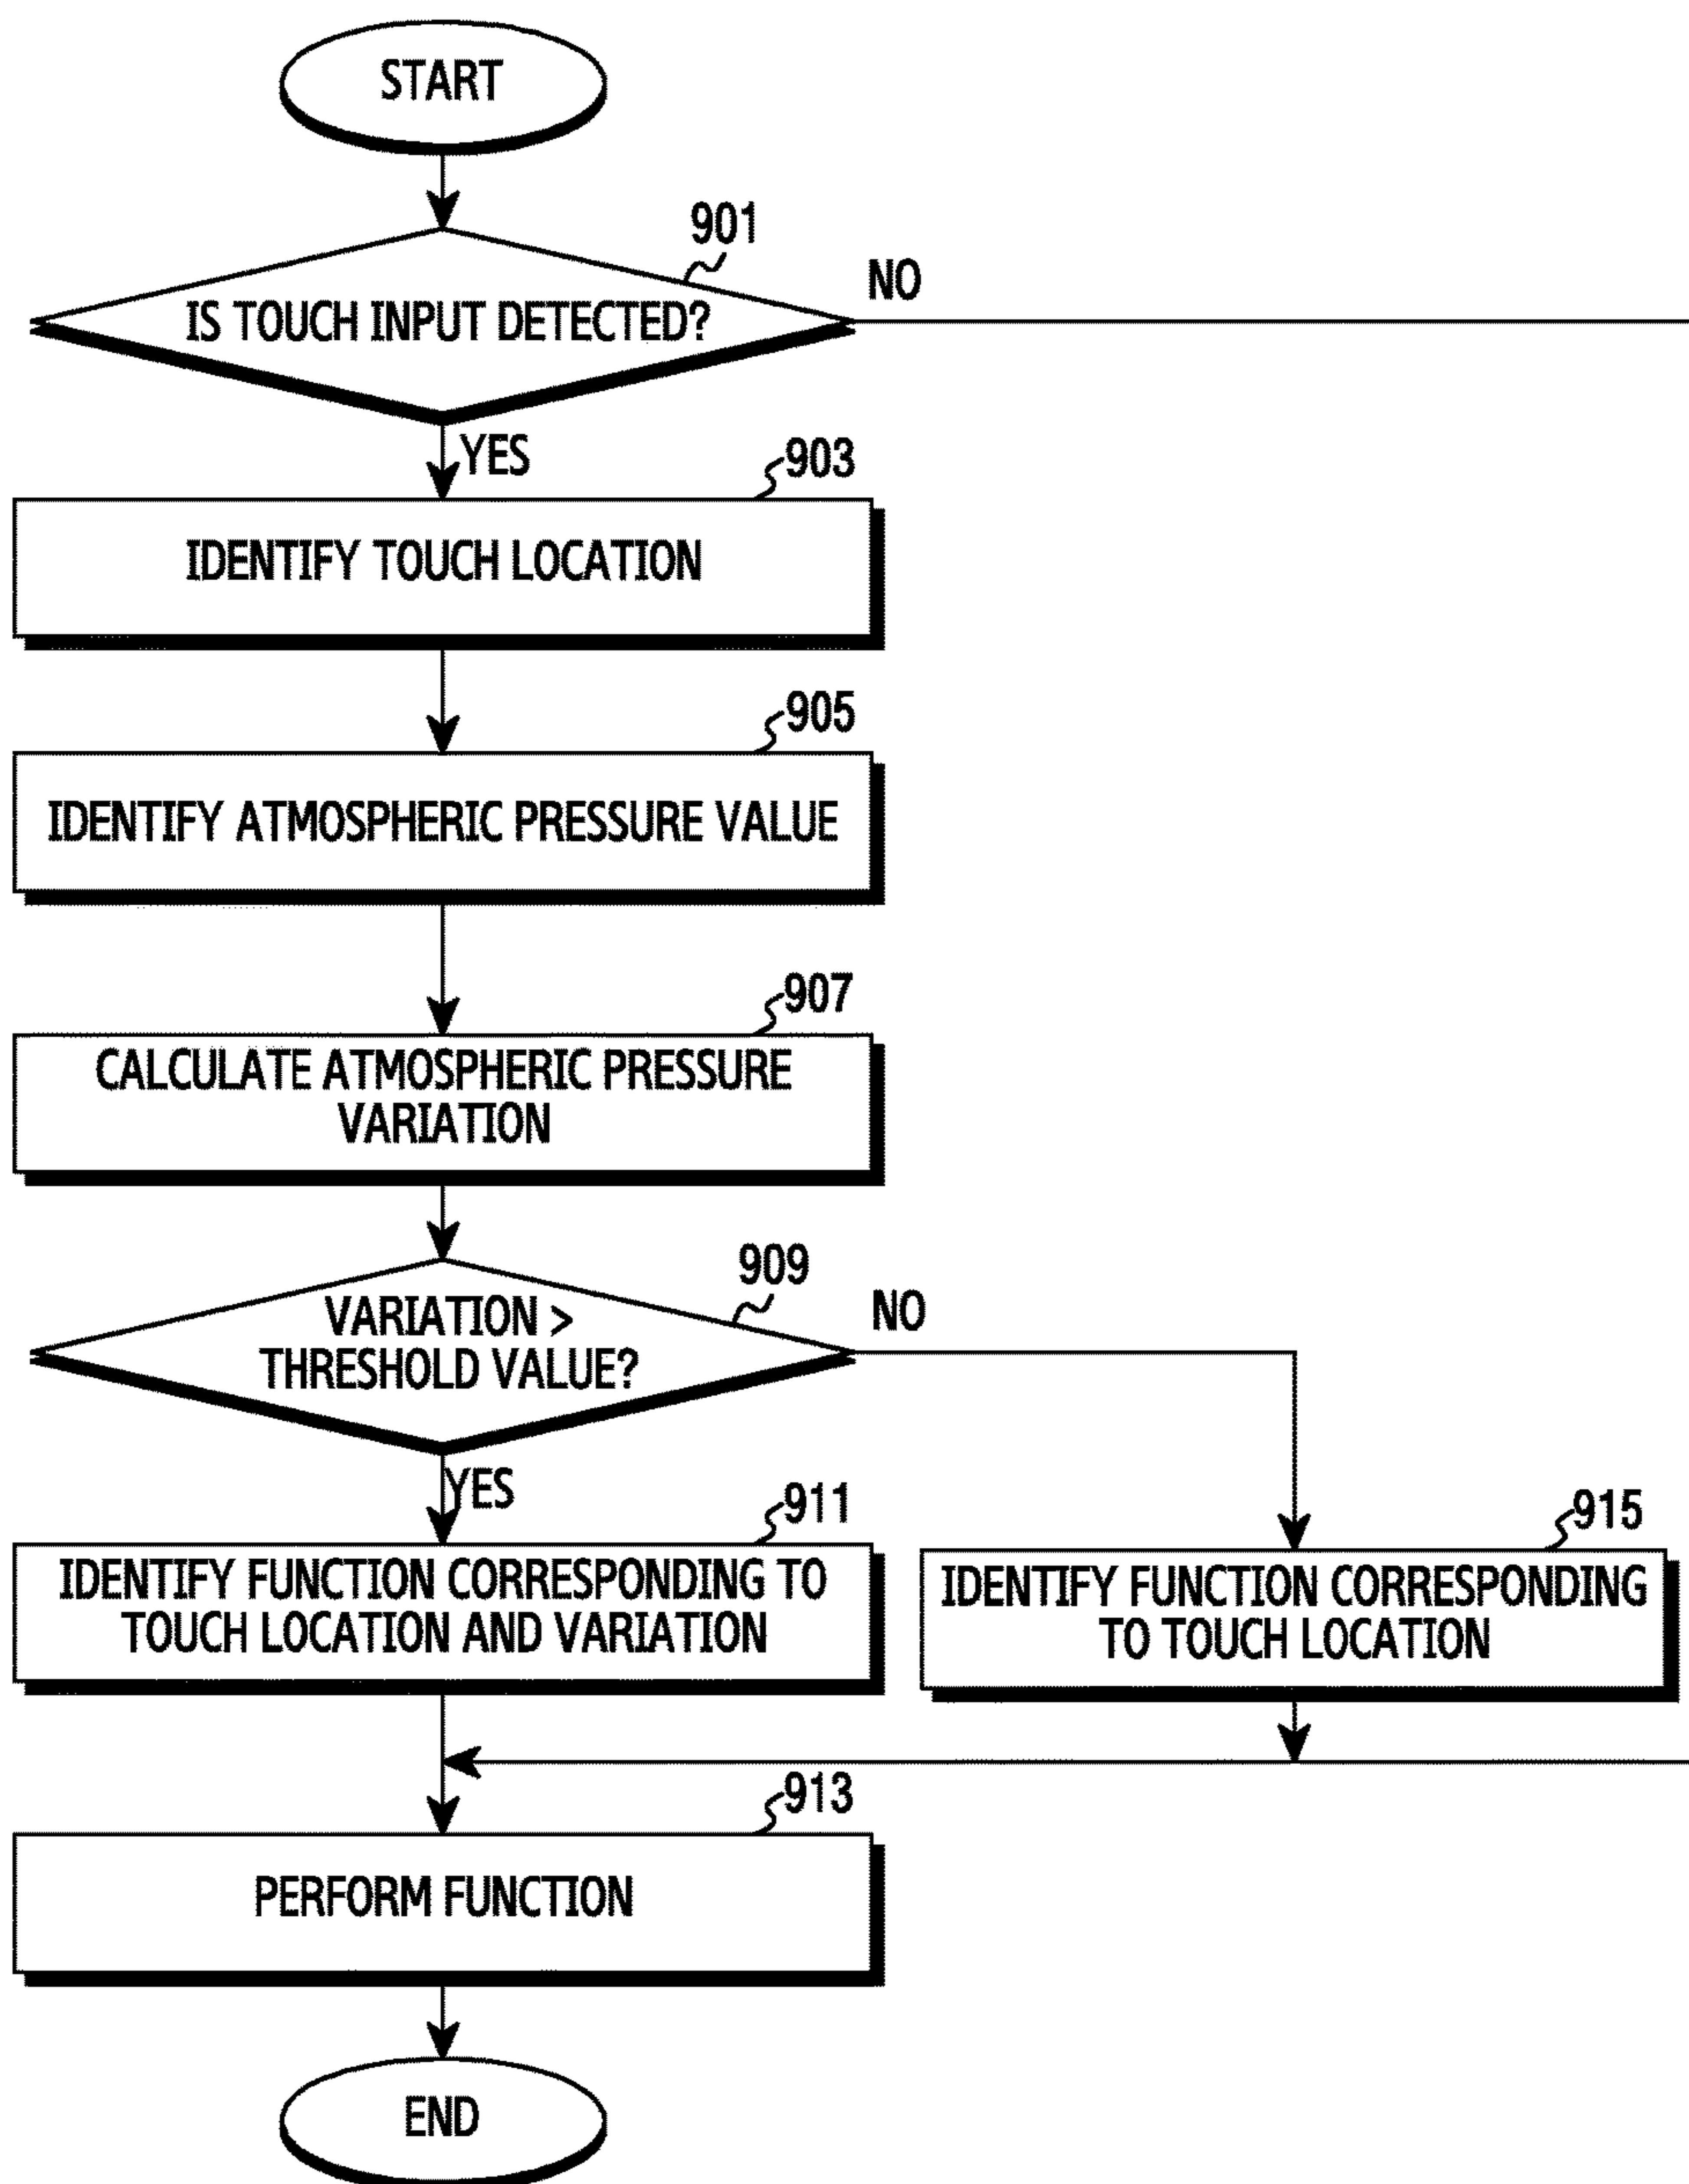 START
901
IS TOUCH INPUT DETECTED?
NO
YES
903
IDENTIFY TOUCH LOCATION
905
IDENTIFY ATMOSPHERIC PRESSURE VALUE
907
CALCULATE ATMOSPHERIC PRESSURE
VARIATION
909
VARIATION >
THRESHOLD VALUE?
NO
YES
911
IDENTIFY FUNCTION CORRESPONDING TO
TOUCH LOCATION AND VARIATION
915
IDENTIFY FUNCTION CORRESPONDING
TO TOUCH LOCATION
913
PERFORM FUNCTION
END